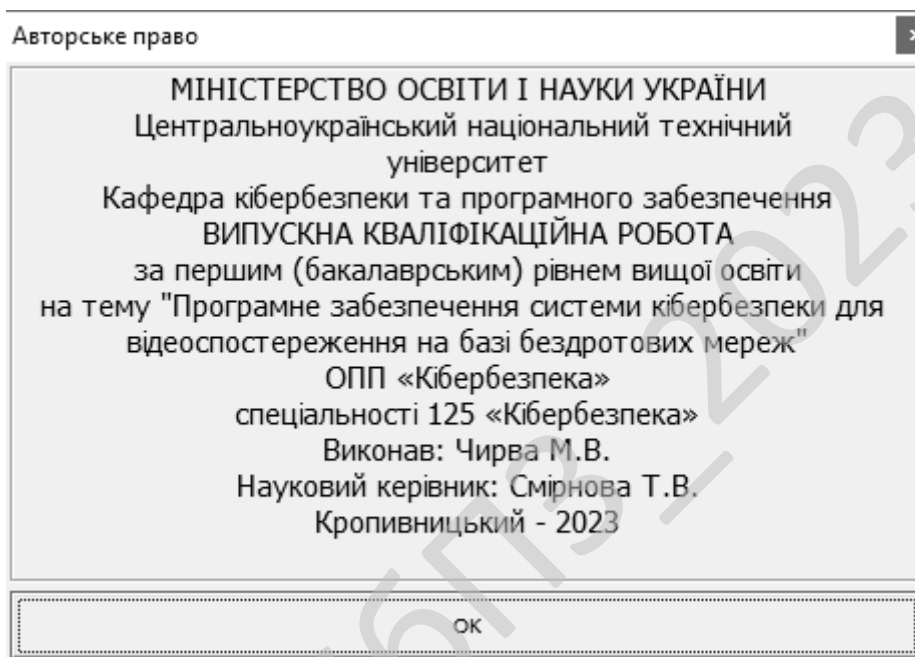 Авторське право
МІНІСТЕРСТВО ОСВІТИ І НАУКИ УКРАЇНИ
Центральноукраїнський національний технічний
університет
Кафедра кібербезпеки та програмного забезпечення
ВИПУСКНА КВАЛІФІКАЦІЙНА РОБОТА
за першим (бакалаврським) рівнем вищої освіти
на тему "Програмне забезпечення системи кібербезпеки для
відеоспостереження на базі бездротових мереж"
ОПП «Кібербезпека»
спеціальності 125 «Кібербезпека»
Виконав: Чирва М.В.
Науковий керівник: Смірнова Т.В.
Кропивницький - 2023
ОК